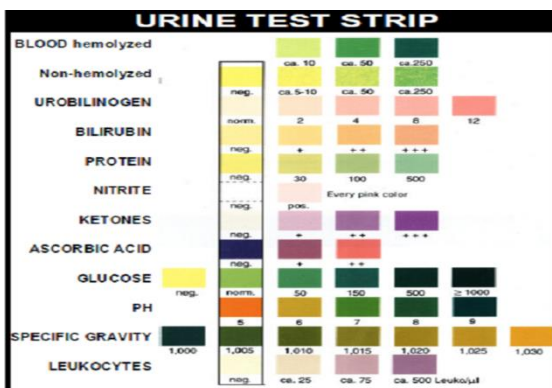 URINE TEST STRIP
BLOOD hemolyzed
ca. 10 ca. 50 ca.250
Non-hemolyzed
neg. ca.5-10 ca. 50 ca.250
UROBILINOGEN
norm. 2 4 8 12
BILIRUBIN
neg. + ++ +++
PROTEIN
neg. 30 100 500
NITRITE
Every pink color
neg. pos.
KETONES
neg. + ++ +++
ASCORBIC ACID
neg. + ++
GLUCOSE
neg. norm. 50 150 500 ≥ 1000
PH
5 6 7 8 9
SPECIFIC GRAVITY
1,000 1,005 1,010 1,015 1,020 1,025 1,030
LEUKOCYTES
neg. ca. 25 ca. 75 ca. 500 Leuko/µl